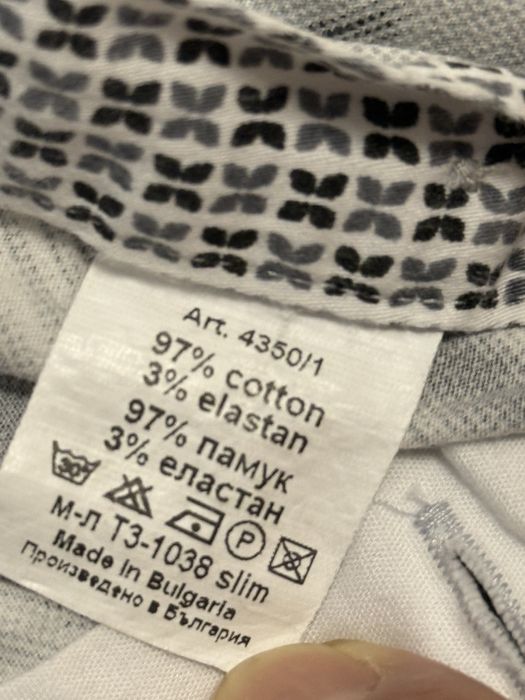 Art. 4350/1
97% cotton
3% elastan
97% памук
3% еластан
30° P
М-л ТЗ-1038 slim
Made in Bulgaria
Произведено в България